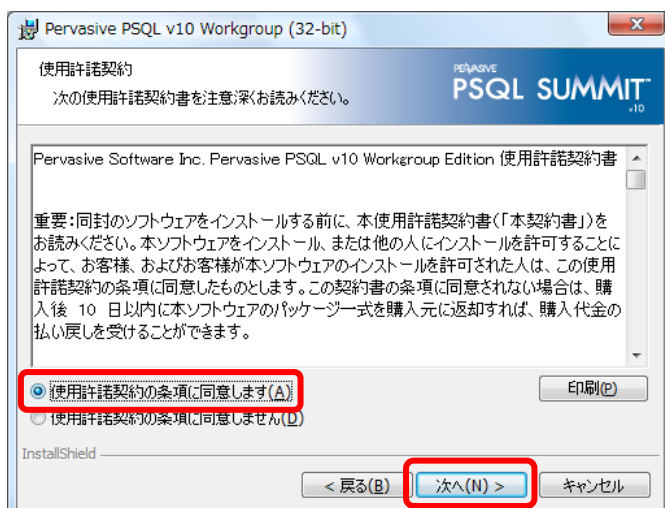 Pervasive PSQL v10 Workgroup (32-bit)
使用許諾契約
次の使用許諾契約書を注意深くお読みください。
PERVASIVE
PSQL SUMMIT™
v10
Pervasive Software Inc. Pervasive PSQL v10 Workgroup Edition 使用許諾契約書
重要：同封のソフトウェアをインストールする前に、本使用許諾契約書（「本契約書」）を
お読みください。本ソフトウェアをインストール、または他の人にインストールを許可することに
よって、お客様、およびお客様が本ソフトウェアのインストールを許可された人は、この使用
許諾契約の条項に同意したものとします。この契約書の条項に同意されない場合は、購
入後 10 日以内に本ソフトウェアのパッケージ一式を購入元に返却すれば、購入代金の
払い戻しを受けることができます。
使用許諾契約の条項に同意します(A)
印刷(P)
使用許諾契約の条項に同意しません(D)
InstallShield
< 戻る(B)
次へ(N) >
キャンセル